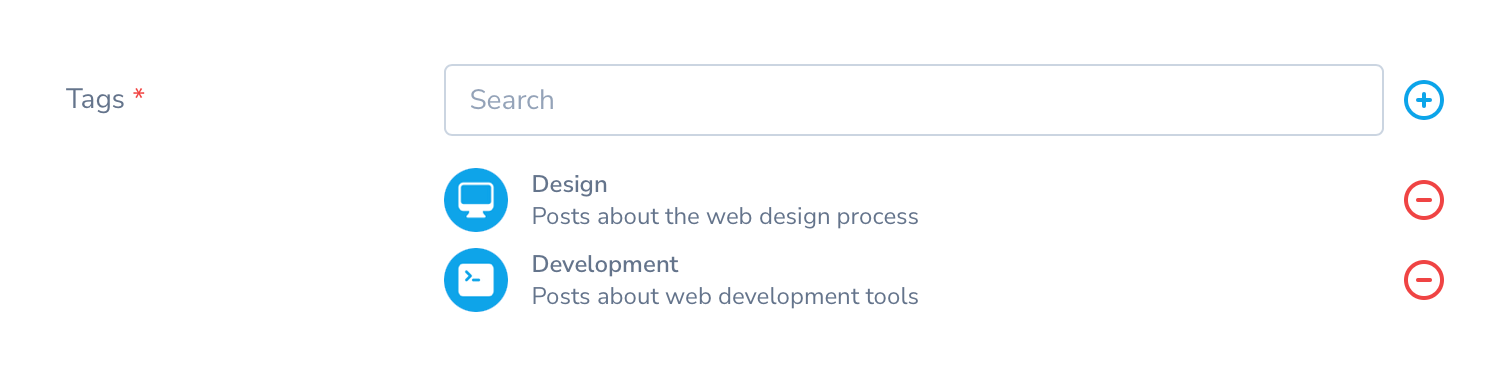 Tags *
Search
Design
Posts about the web design process
Development
Posts about web development tools